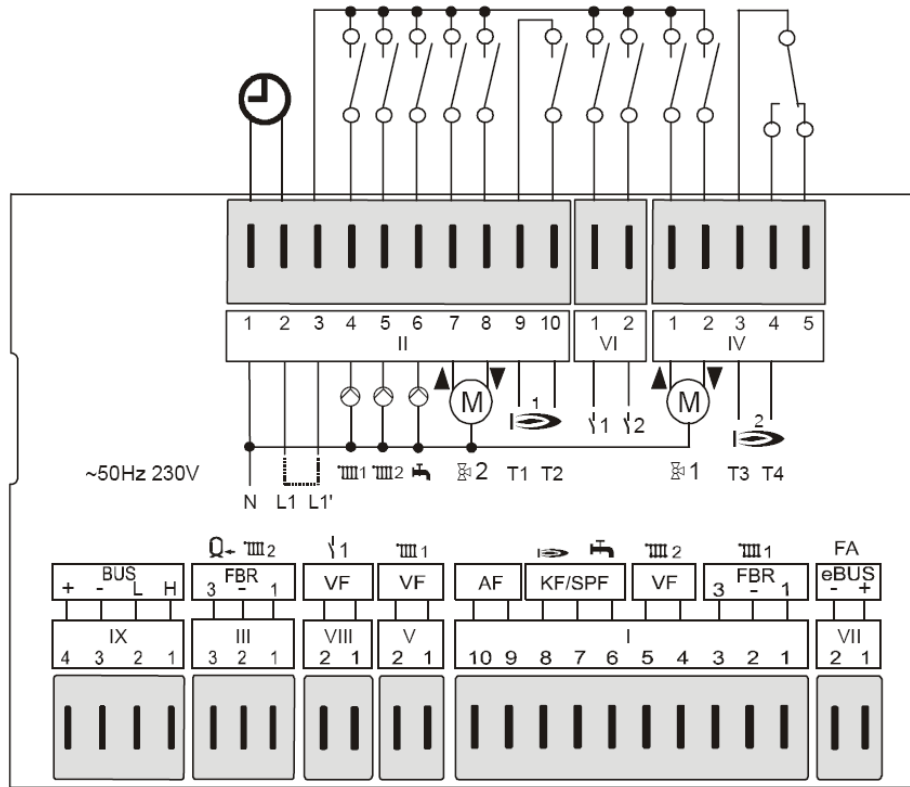 1 2 3 4 5 6 7 8 9 10 1 2 1 2 3 4 5
II VI IV
M M
1 1 2 2
~50Hz 230V 1 2 2 T1 T2 1 T3 T4
N L1 L1'
2 1 1 2 1 FA
BUS FBR VF VF AF KF/SPF VF FBR eBUS
+ - L H 3 - 1 3 - 1 - +
IX III VIII V I VII
4 3 2 1 3 2 1 2 1 2 1 10 9 8 7 6 5 4 3 2 1 2 1